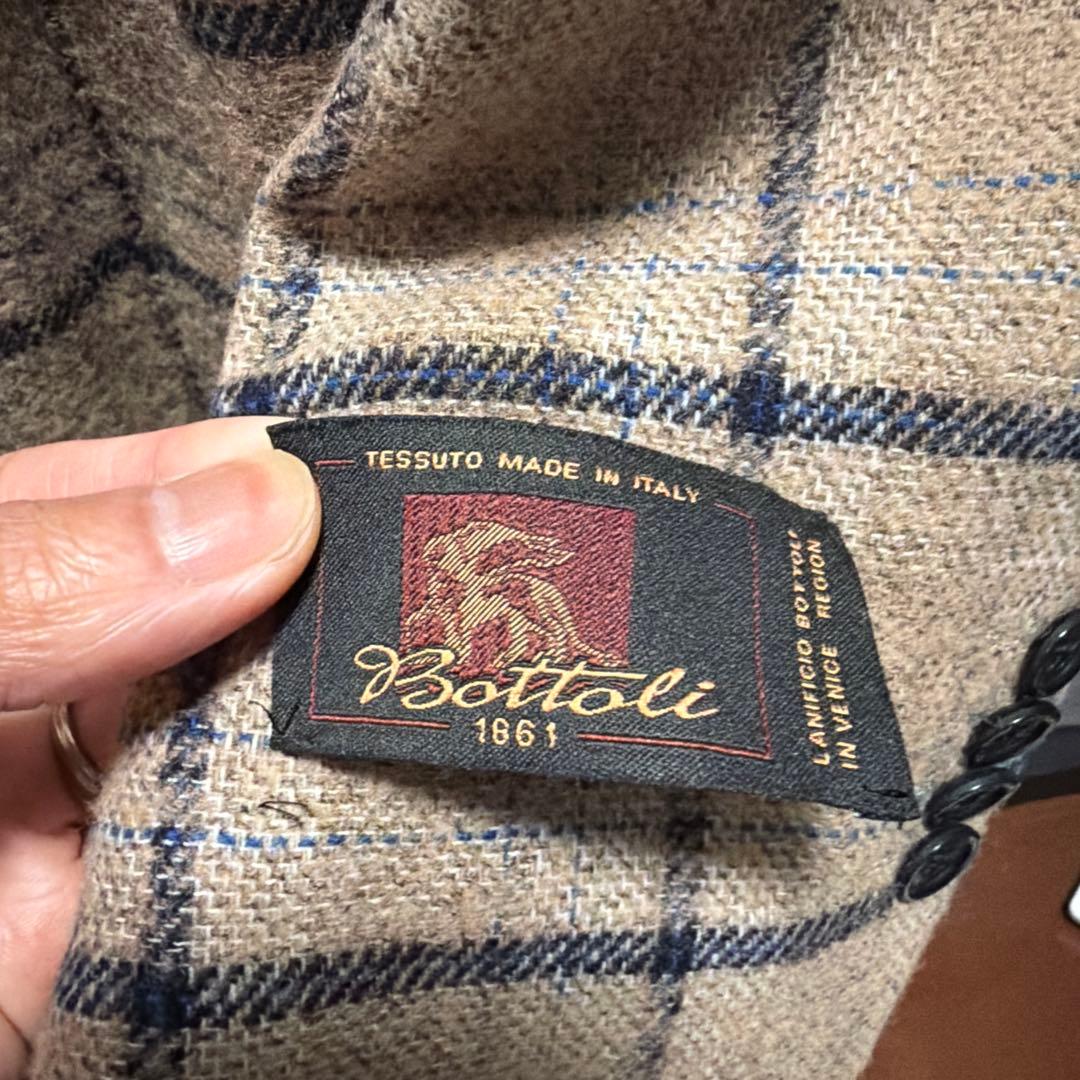 TESSUTO MADE IN ITALY
Bottoli
1861
LANIFICIO BOTTOLI
IN VENICE REGION